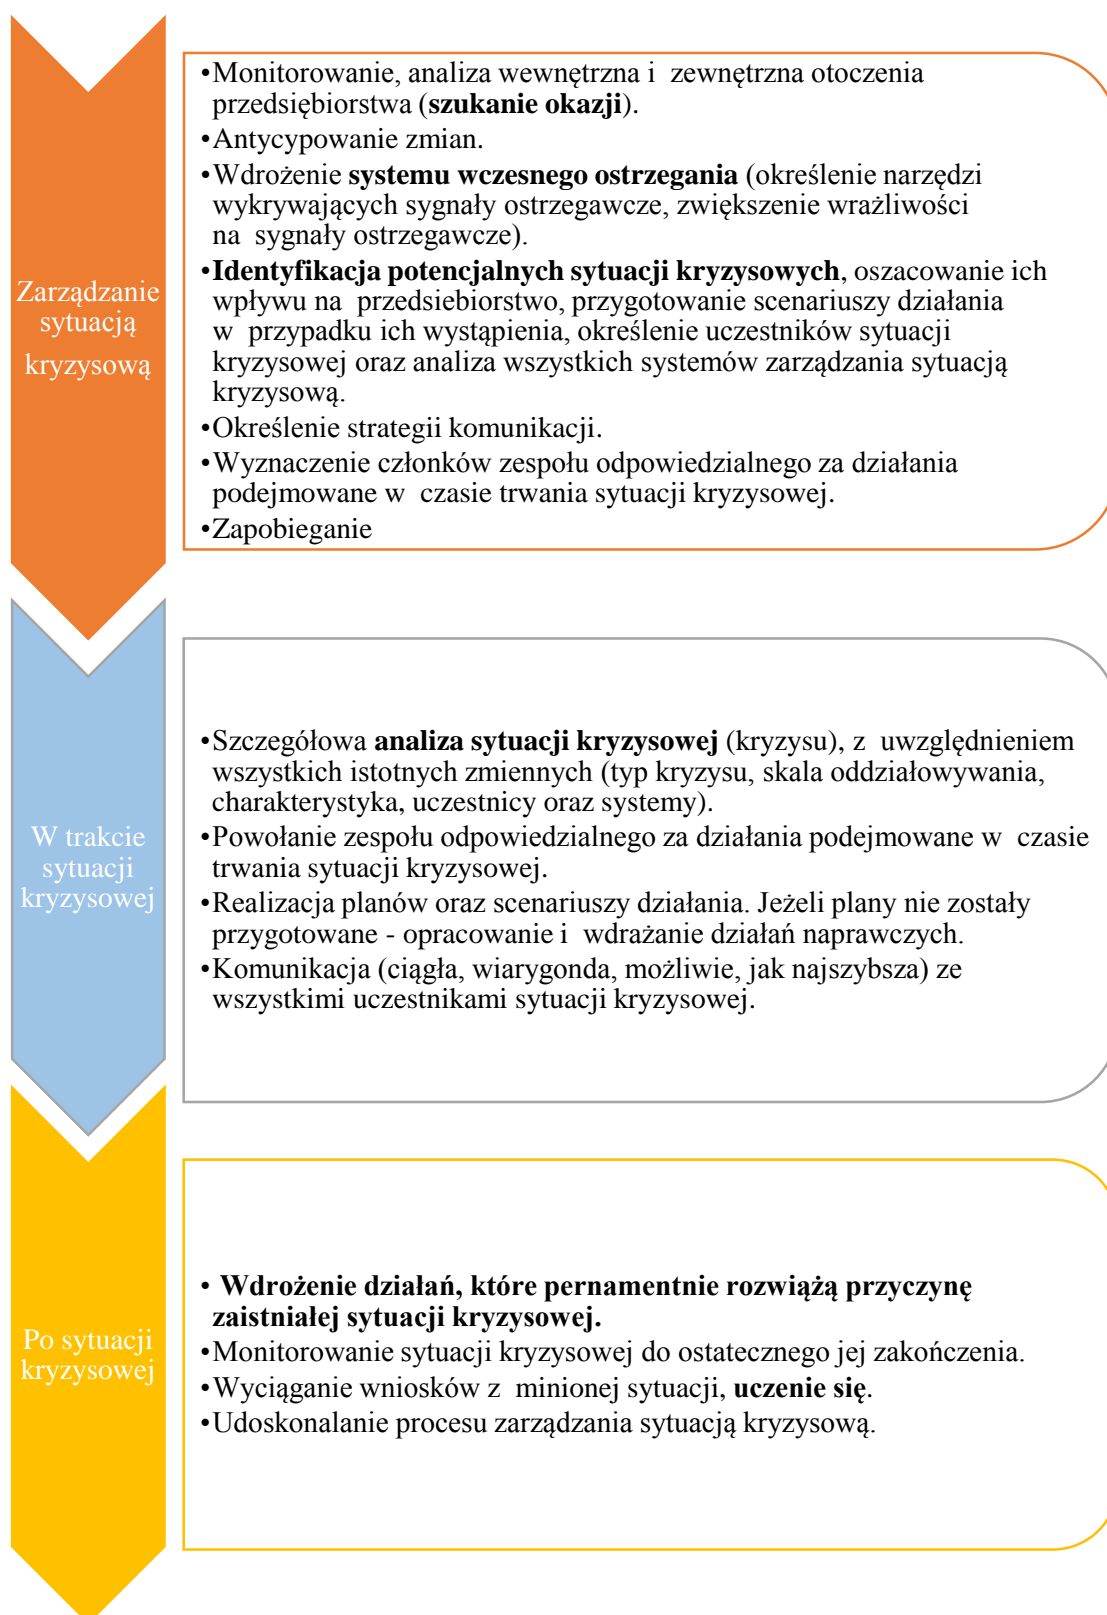 Zarządzanie
sytuacją
kryzysową
•Monitorowanie, analiza wewnętrzna i zewnętrzna otoczenia
przedsiębiorstwa (szukanie okazji).
•Antycypowanie zmian.
•Wdrożenie systemu wczesnego ostrzegania (określenie narzędzi
wykrywających sygnały ostrzegawcze, zwiększenie wrażliwości
na sygnały ostrzegawcze).
•Identyfikacja potencjalnych sytuacji kryzysowych, oszacowanie ich
wpływu na przedsiebiorstwo, przygotowanie scenariuszy działania
w przypadku ich wystąpienia, określenie uczestników sytuacji
kryzysowej oraz analiza wszystkich systemów zarządzania sytuacją
kryzysową.
•Określenie strategii komunikacji.
•Wyznaczenie członków zespołu odpowiedzialnego za działania
podejmowane w czasie trwania sytuacji kryzysowej.
•Zapobieganie
W trakcie
sytuacji
kryzysowej
•Szczegółowa analiza sytuacji kryzysowej (kryzysu), z uwzględnieniem
wszystkich istotnych zmiennych (typ kryzysu, skala oddziałowywania,
charakterystyka, uczestnicy oraz systemy).
•Powołanie zespołu odpowiedzialnego za działania podejmowane w czasie
trwania sytuacji kryzysowej.
•Realizacja planów oraz scenariuszy działania. Jeżeli plany nie zostały
przygotowane - opracowanie i wdrażanie działań naprawczych.
•Komunikacja (ciągła, wiarygonda, możliwie, jak najszybsza) ze
wszystkimi uczestnikami sytuacji kryzysowej.
Po sytuacji
kryzysowej
• Wdrożenie działań, które pernamentnie rozwiążą przyczynę
zaistniałej sytuacji kryzysowej.
•Monitorowanie sytuacji kryzysowej do ostatecznego jej zakończenia.
•Wyciąganie wniosków z minionej sytuacji, uczenie się.
•Udoskonalanie procesu zarządzania sytuacją kryzysową.